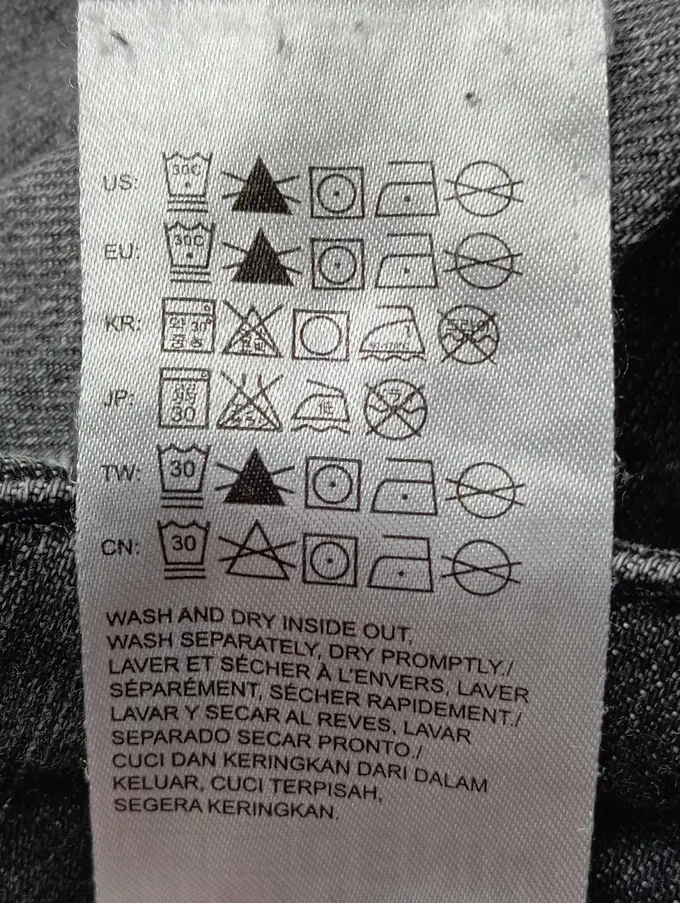 US: 30C
EU: 30C
KR: 30°
JP: 30
TW: 30
CN: 30
WASH AND DRY INSIDE OUT,
WASH SEPARATELY, DRY PROMPTLY./
LAVER ET SÉCHER À L'ENVERS, LAVER
SÉPARÉMENT, SÉCHER RAPIDEMENT./
LAVAR Y SECAR AL REVES, LAVAR
SEPARADO SECAR PRONTO./
CUCI DAN KERINGKAN DARI DALAM
KELUAR, CUCI TERPISAH,
SEGERA KERINGKAN.